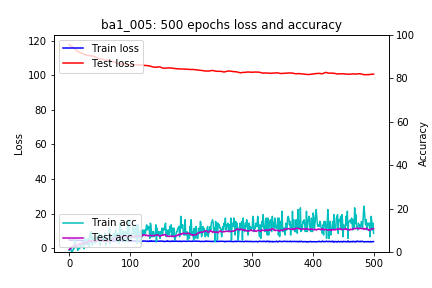 ba1_005: 500 epochs loss and accuracy
120
100
80
60
40
20
0
Loss
100
80
60
40
20
0
Accuracy
Train loss
Test loss
Train acc
Test acc
0 100 200 300 400 500